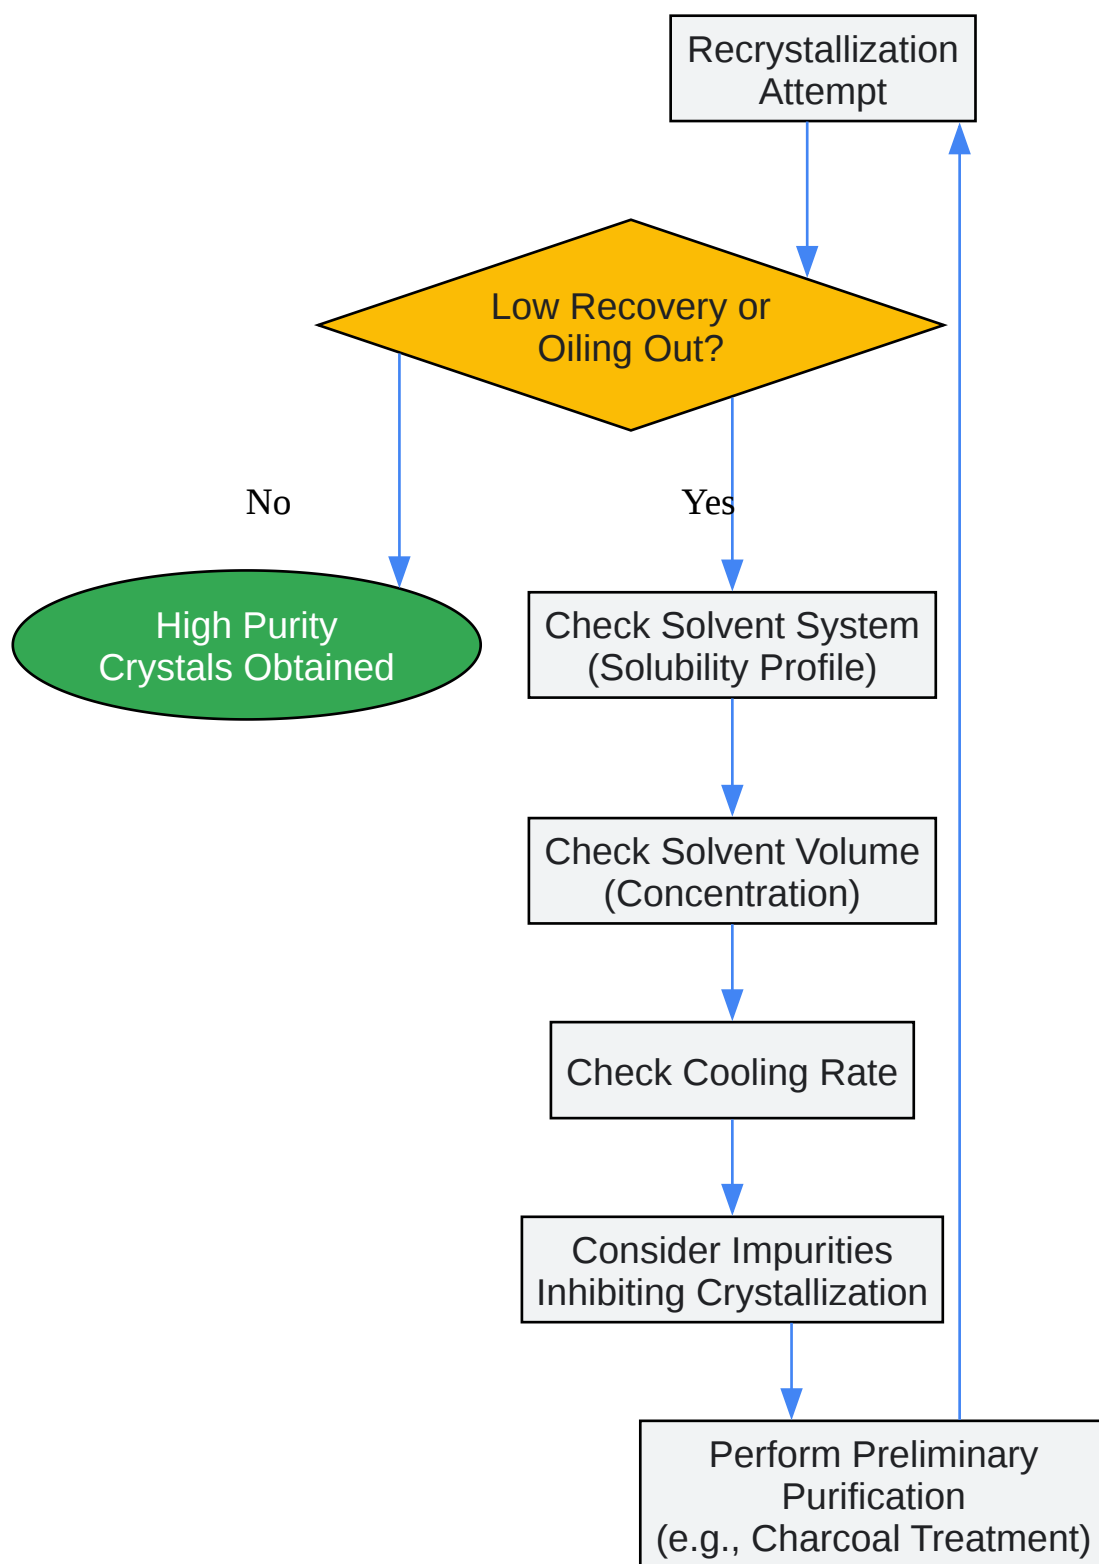 Recrystallization
Attempt
Low Recovery or
Oiling Out?
No
Yes
High Purity
Crystals Obtained
Check Solvent System
(Solubility Profile)
Check Solvent Volume
(Concentration)
Check Cooling Rate
Consider Impurities
Inhibiting Crystallization
Perform Preliminary
Purification
(e.g., Charcoal Treatment)